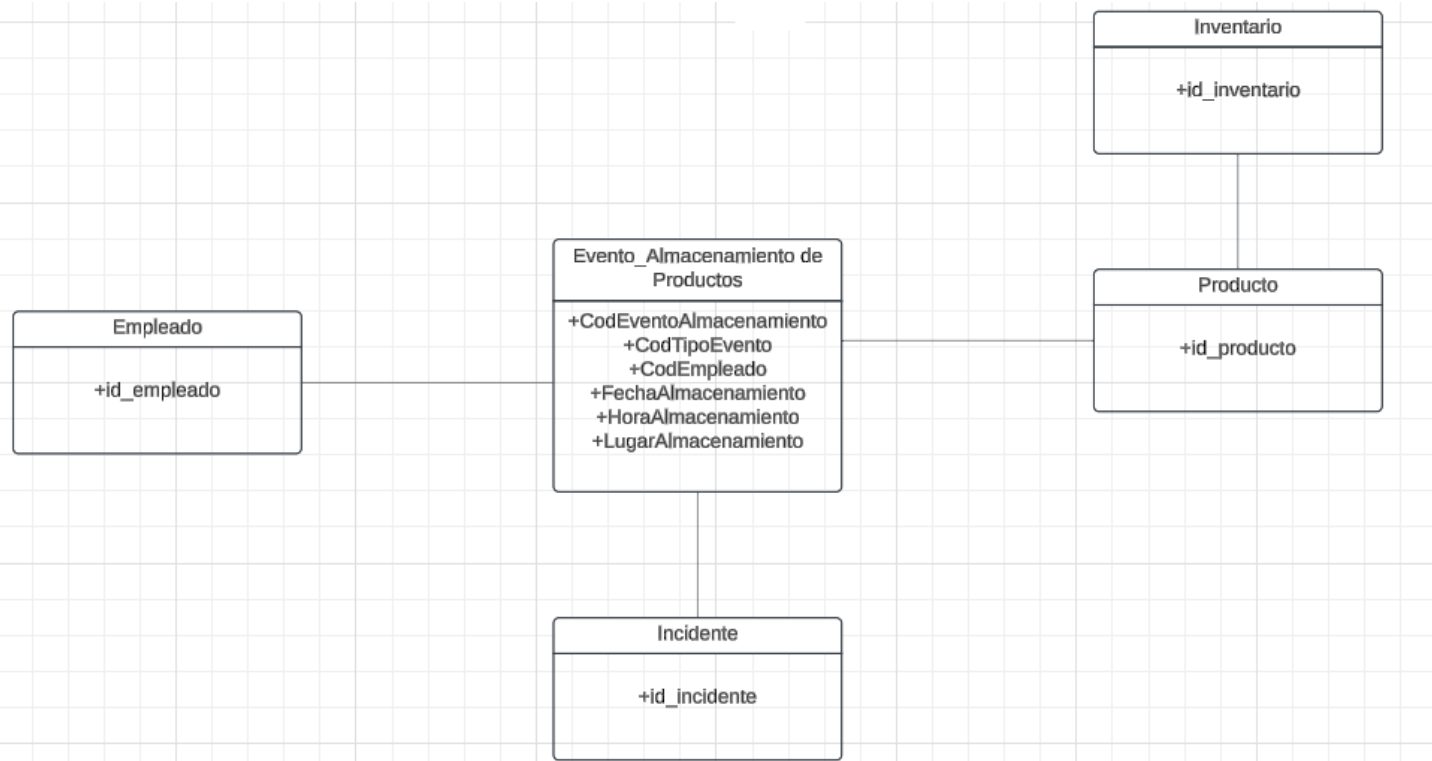 Inventario
+id_inventario
Evento_Almacenamiento de
Productos
+CodEventoAlmacenamiento
+CodTipoEvento
+CodEmpleado
+FechaAlmacenamiento
+HoraAlmacenamiento
+LugarAlmacenamiento
Producto
+id_producto
Empleado
+id_empleado
Incidente
+id_incidente